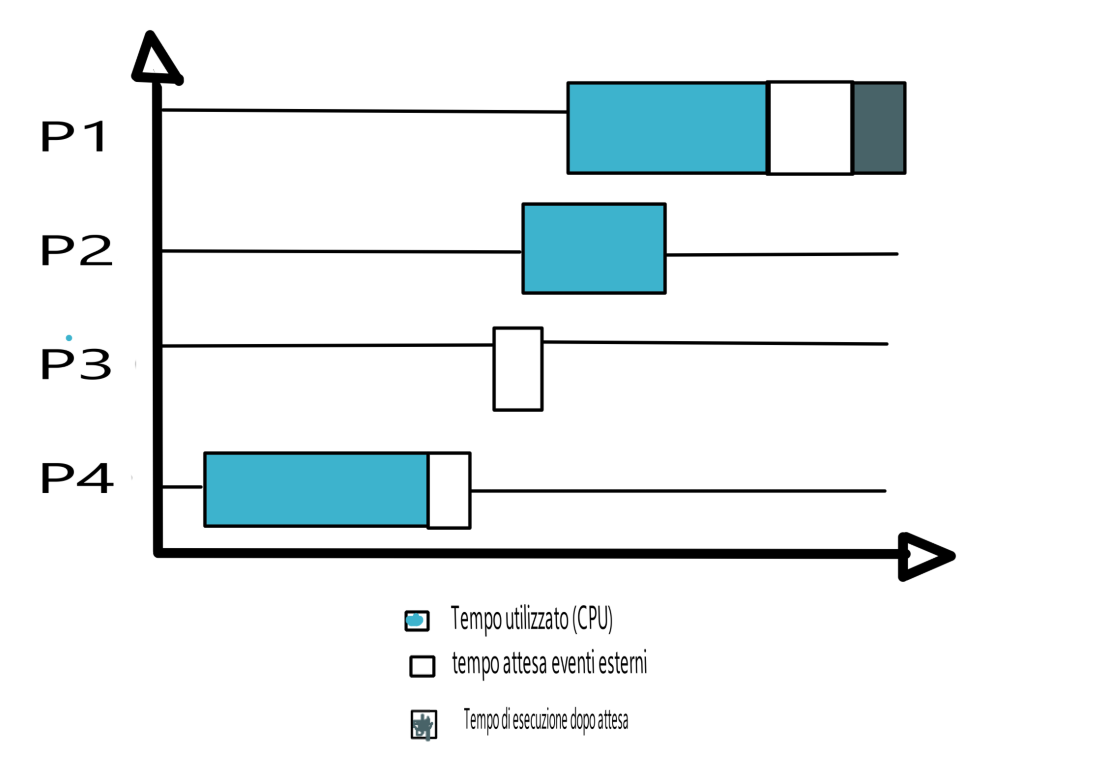 P1
P2
P3
P4
Tempo utilizzato (CPU)
tempo attesa eventi esterni
Tempo di esecuzione dopo attesa